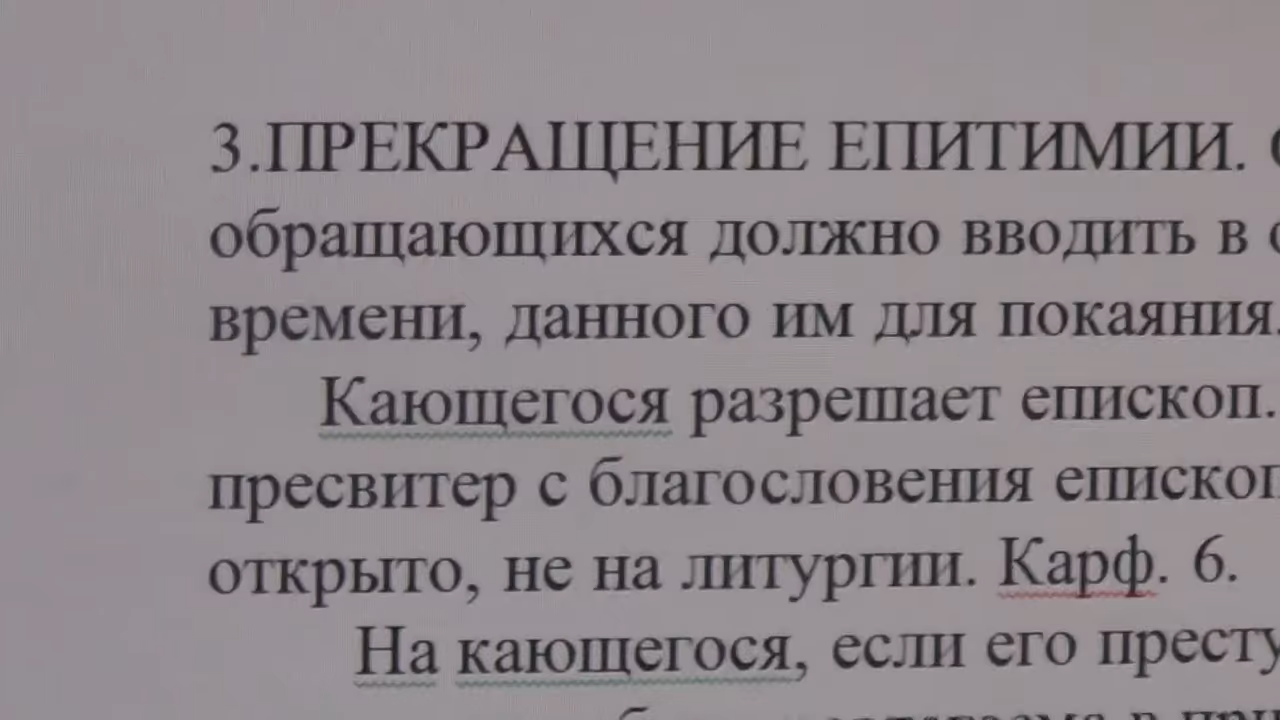 3.ПРЕКРАЩЕНИЕ ЕПИТИМИИ.
обращающихся должно вводить в
времени, данного им для покаяния.
Кающегося разрешает епископ.
пресвитер с благословения
открыто, не на литургии. Карф. 6.
На кающегося, если его